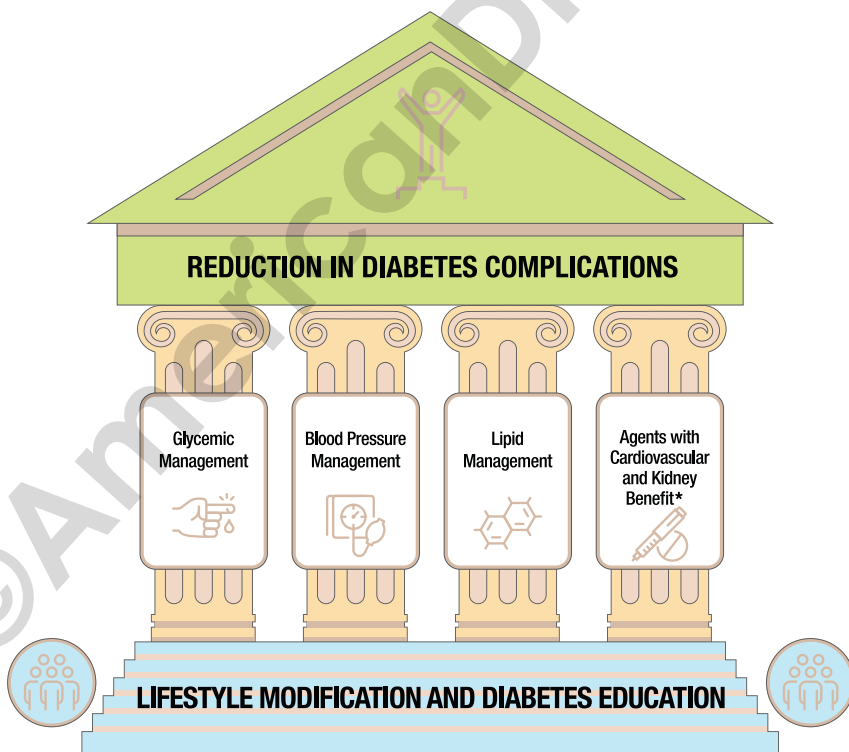 ©AmericanDi
REDUCTION IN DIABETES COMPLICATIONS
Glycemic
Management
Blood Pressure
Management
Lipid
Management
Agents with
Cardiovascular
and Kidney
Benefit*
LIFESTYLE MODIFICATION AND DIABETES EDUCATION